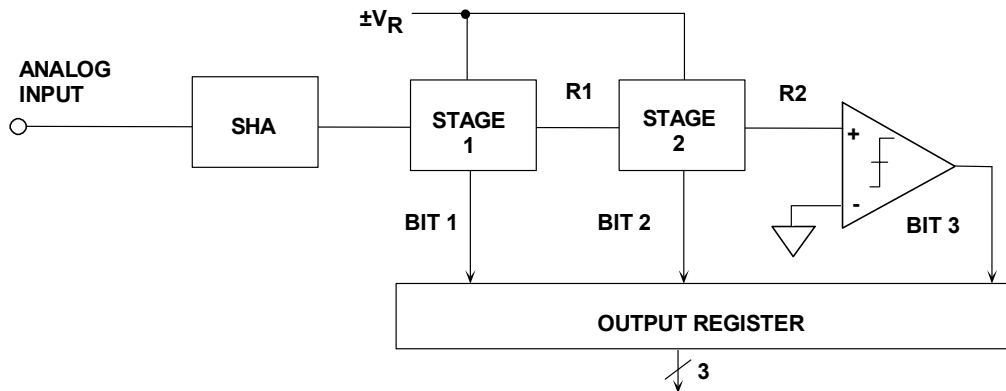 ±VR
ANALOG
INPUT
SHA
STAGE
1
R1
STAGE
2
R2
+
-
BIT 1
BIT 2
BIT 3
OUTPUT REGISTER
3